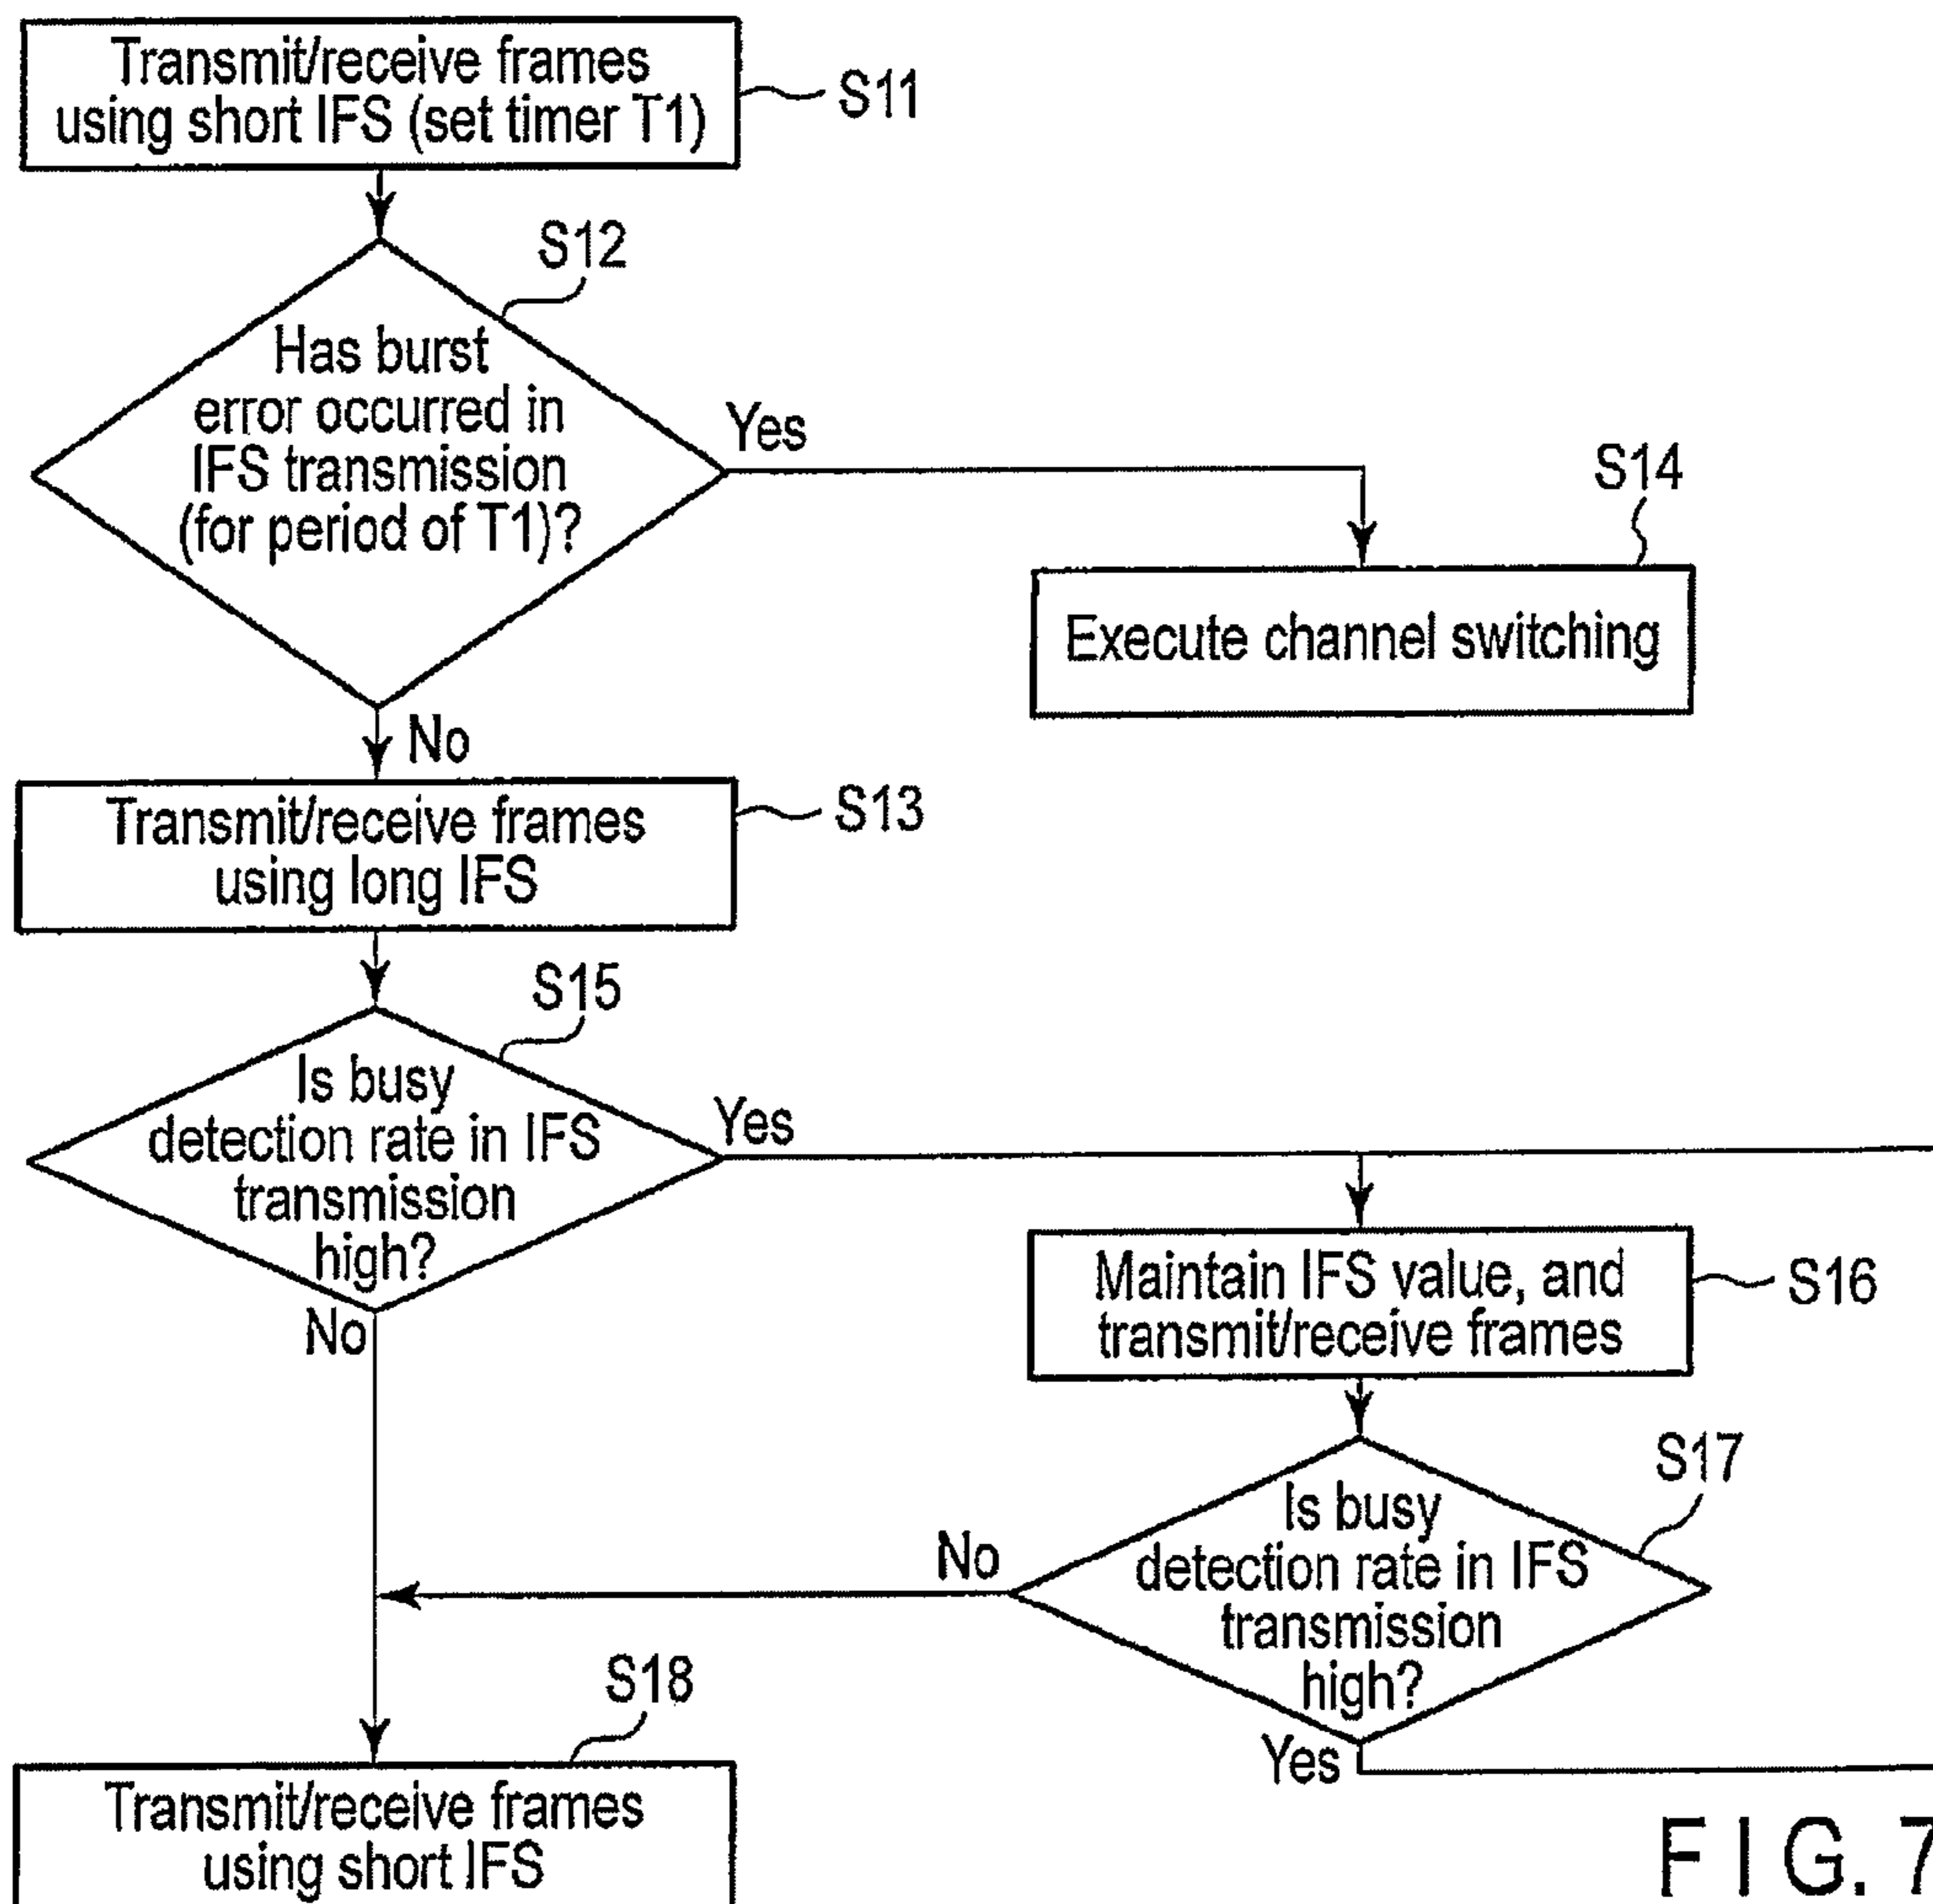 Transmit/receive frames
using short IFS (set timer T1)
S11
S12
Has burst
error occurred in
IFS transmission
(for period of T1)?
Yes
S14
Execute channel switching
No
Transmit/receive frames
using long IFS
S13
S15
Is busy
detection rate in IFS
transmission
high?
Yes
No
Maintain IFS value, and
transmit/receive frames
S16
S17
Is busy
detection rate in IFS
transmission
high?
No
Yes
S18
Transmit/receive frames
using short IFS
FIG. 7